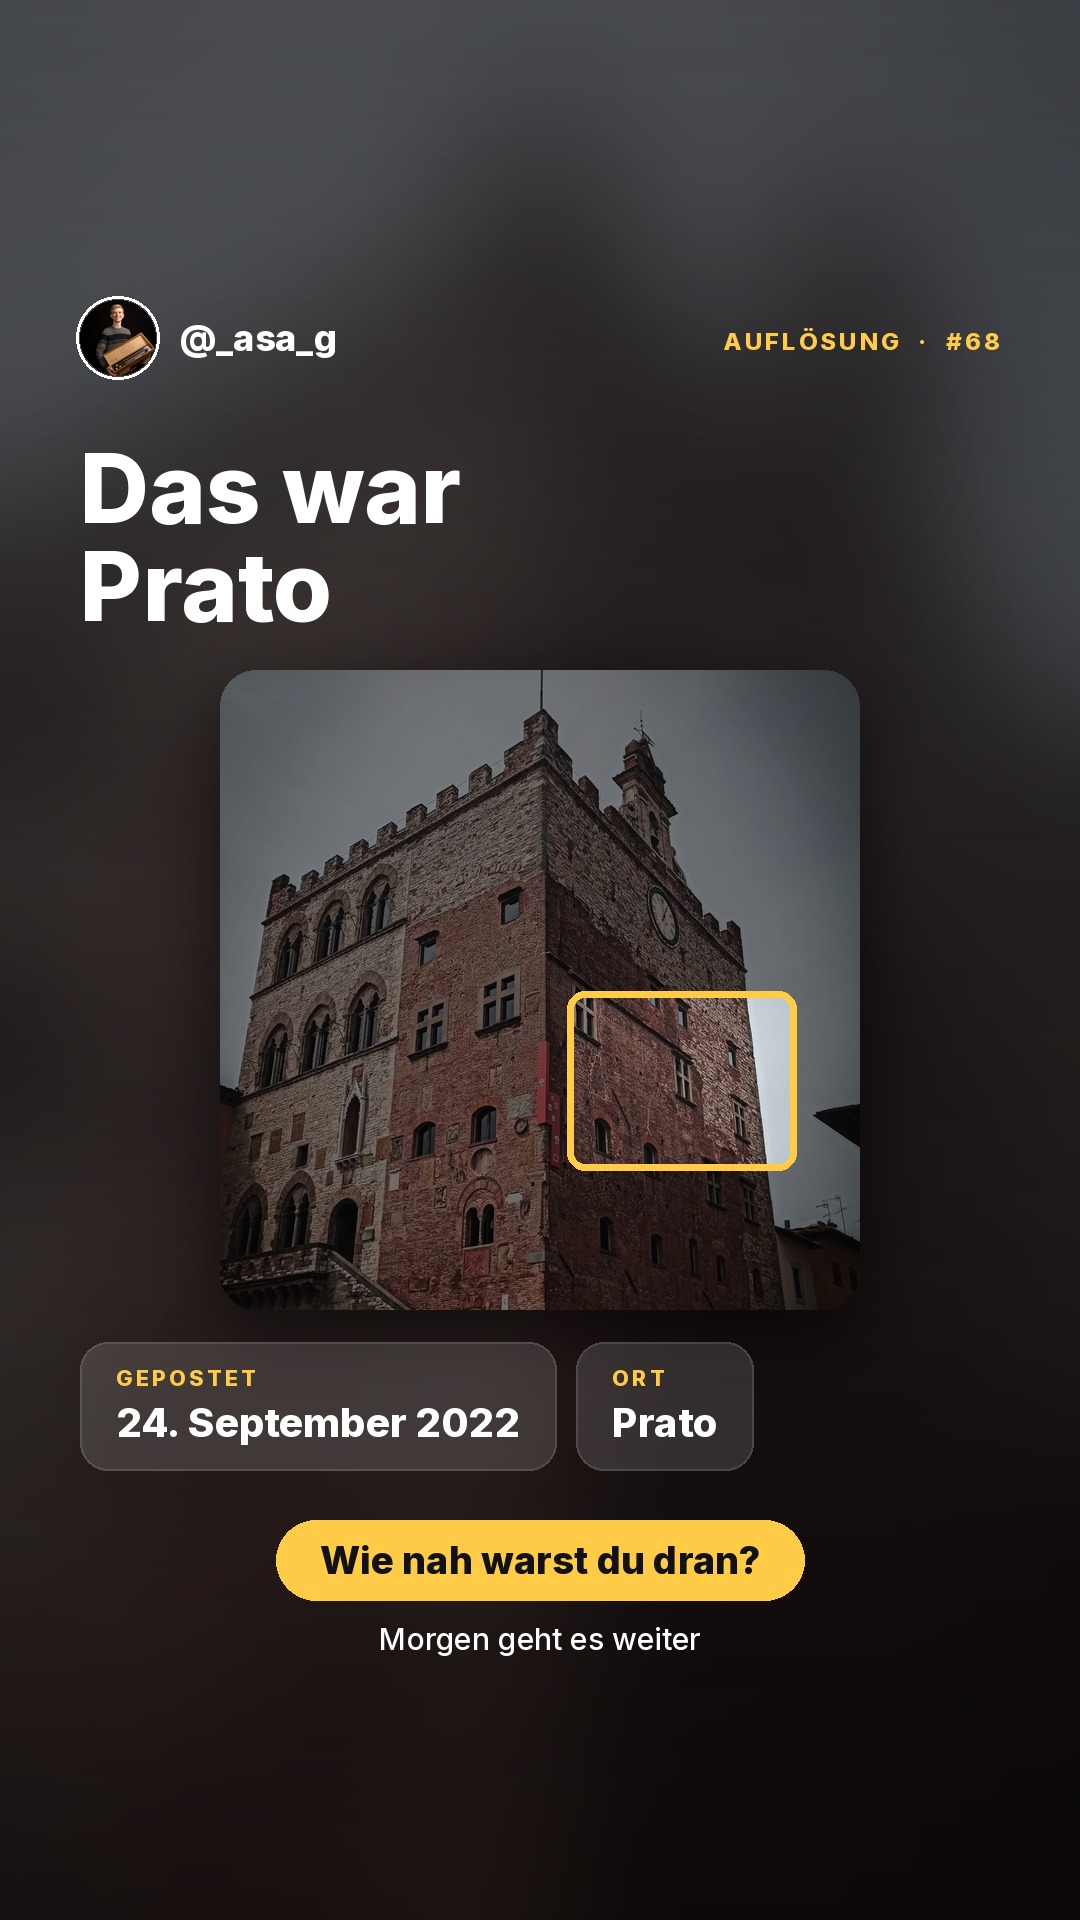 @_asa_g
AUFLÖSUNG · #68
Das war
Prato
GEPOSTET
24. September 2022
ORT
Prato
Wie nah warst du dran?
Morgen geht es weiter